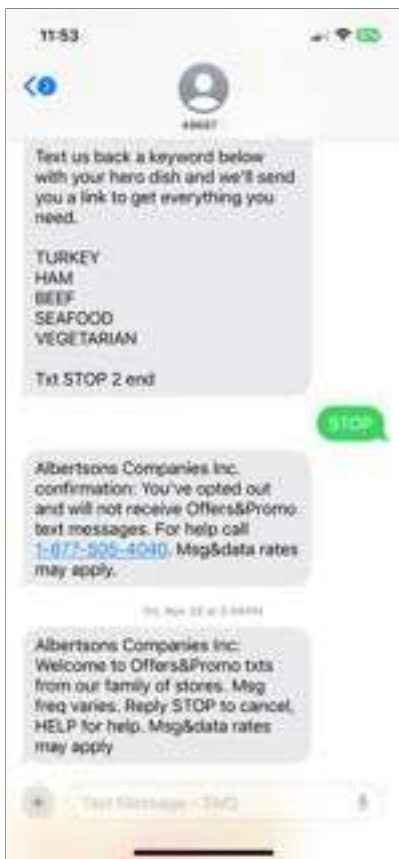 11:53
Text us back a keyword below
with your hero dish and we'll send
you a link to get everything you
need.
TURKEY
HAM
BEEF
SEAFOOD
VEGETARIAN
Txt STOP 2 end
STOP
Albertsons Companies Inc.
confirmation: You've opted out
and will not receive Offers&Promo
text messages. For help call
1-877-505-4040. Msg&data rates
may apply.
Albertsons Companies Inc:
Welcome to Offers&Promo txts
from our family of stores. Msg
freq varies. Reply STOP to cancel,
HELP for help. Msg&data rates
may apply
Text Message